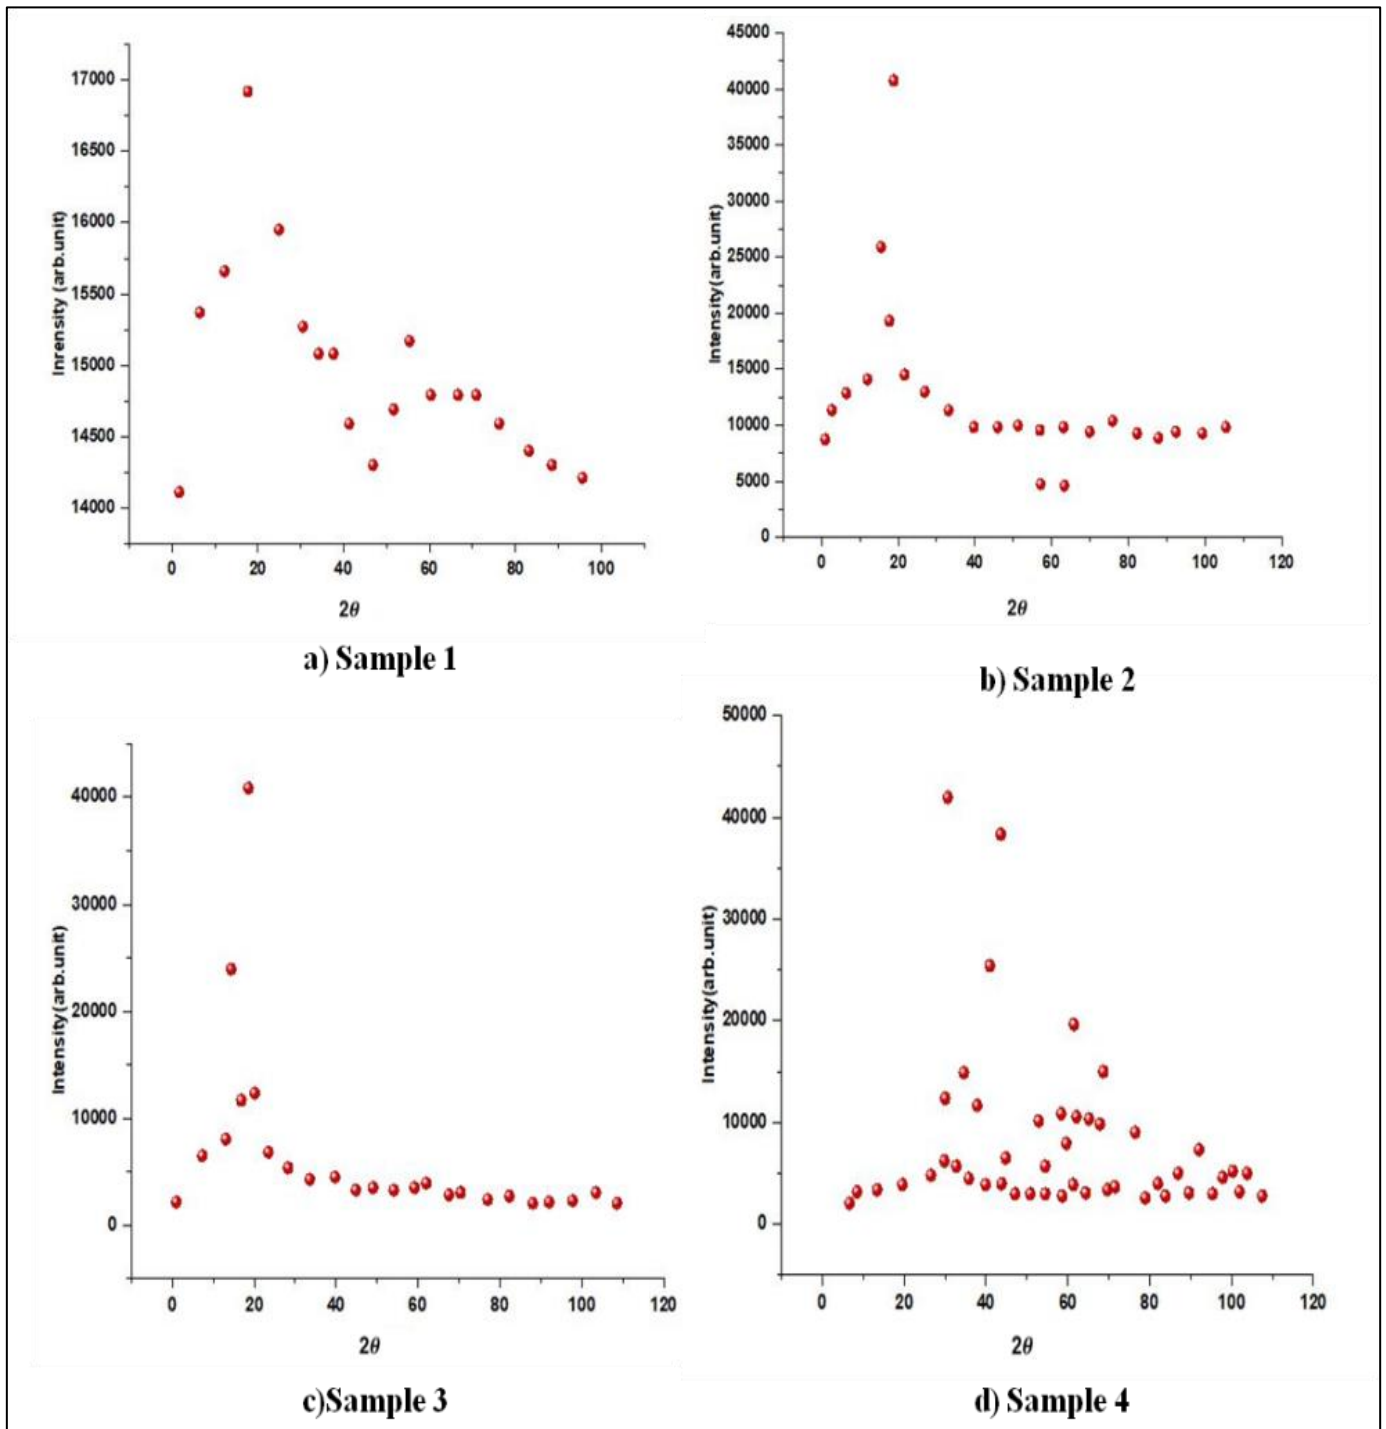 17000
16500
16000
15500
15000
14500
14000
Inrensity (arb.unit)
0 20 40 60 80 100
2θ
a) Sample 1
45000
40000
35000
30000
25000
20000
15000
10000
5000
0
Intensity(arb.unit)
0 20 40 60 80 100 120
2θ
b) Sample 2
40000
30000
20000
10000
0
Intensity(arb.unit)
0 20 40 60 80 100 120
2θ
c)Sample 3
50000
40000
30000
20000
10000
0
Intensity(arb.unit)
0 20 40 60 80 100 120
2θ
d) Sample 4